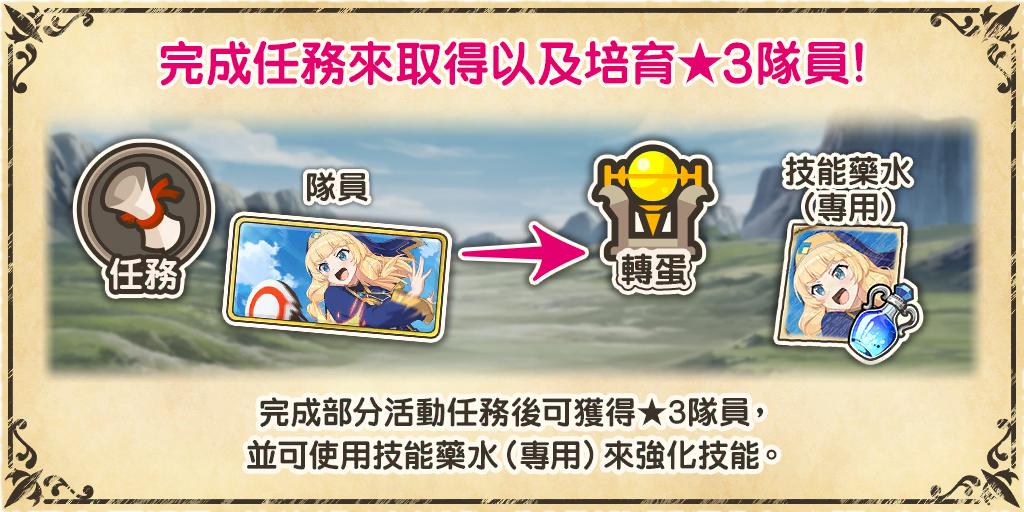 完成任務來取得以及培育★3隊員!
任務
隊員
轉蛋
技能藥水
（專用）
完成部分活動任務後可獲得★3隊員，
並可使用技能藥水（專用）來強化技能。